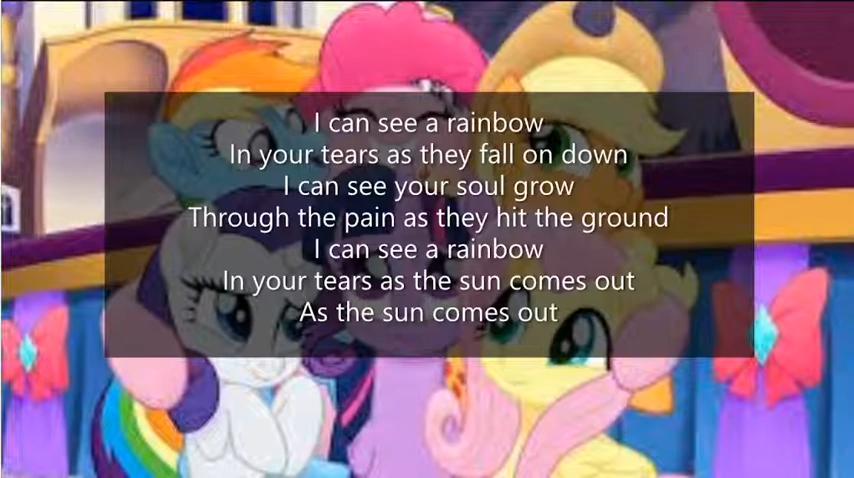 I can see a rainbow
In your tears as they fall on down
I can see your soul grow
Through the pain as they hit the ground
I can see a rainbow
In your tears as the sun comes out
As the sun comes out